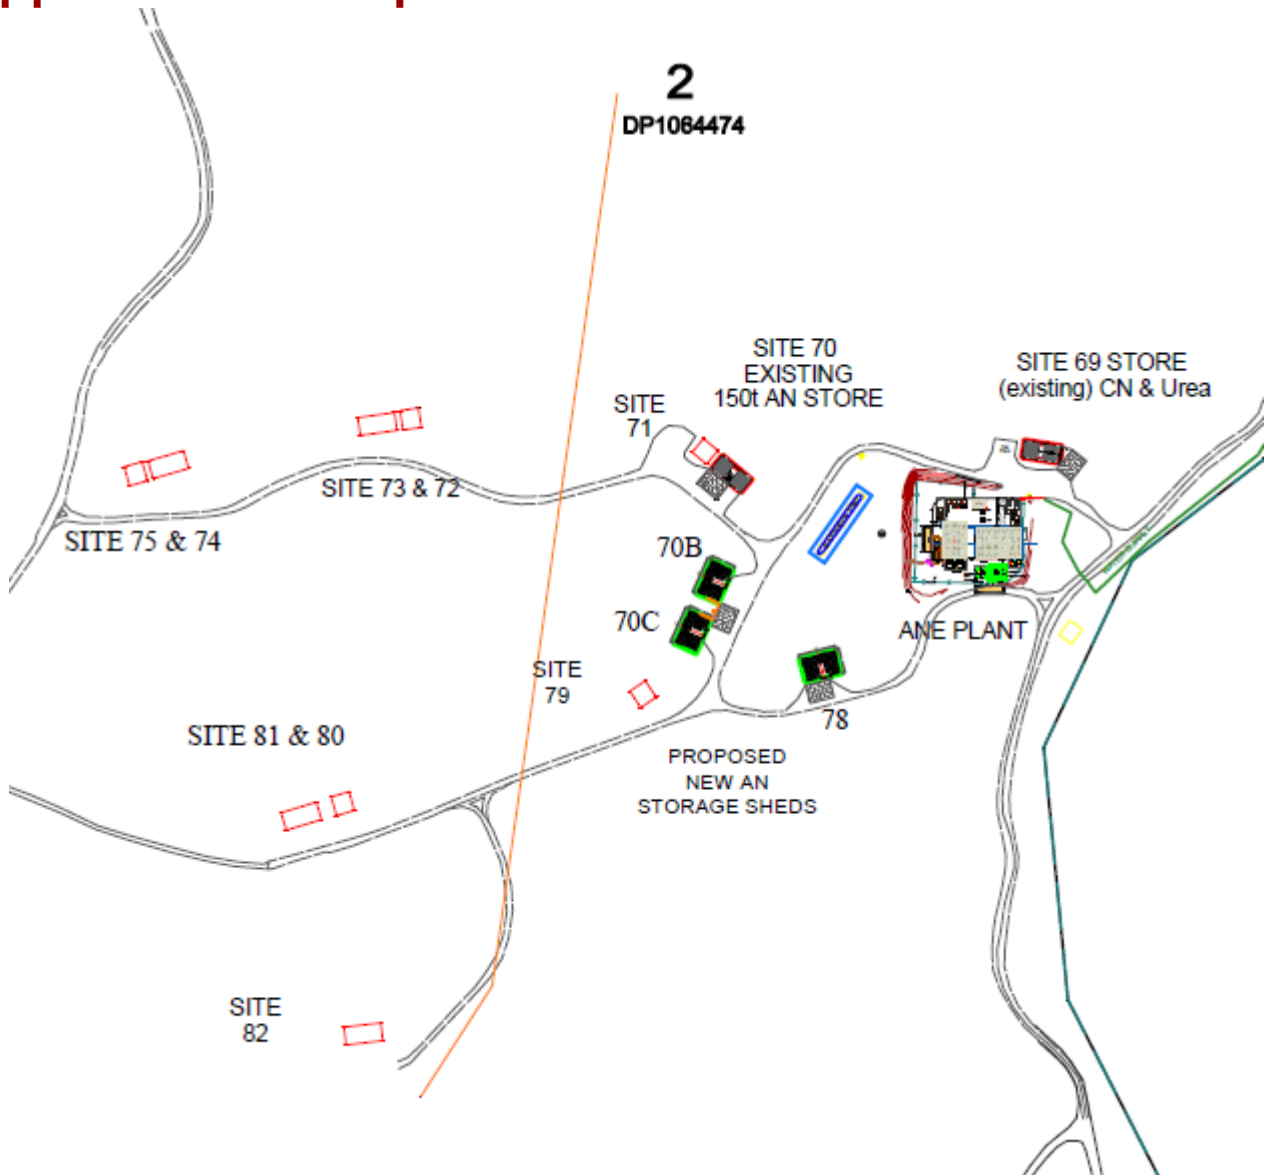 2
DP1064474
SITE 70
EXISTING
150t AN STORE
SITE 69 STORE
(existing) CN & Urea
SITE
71
SITE 73 & 72
SITE 75 & 74
70B
70C
ANE PLANT
SITE
79
78
SITE 81 & 80
PROPOSED
NEW AN
STORAGE SHEDS
SITE
82